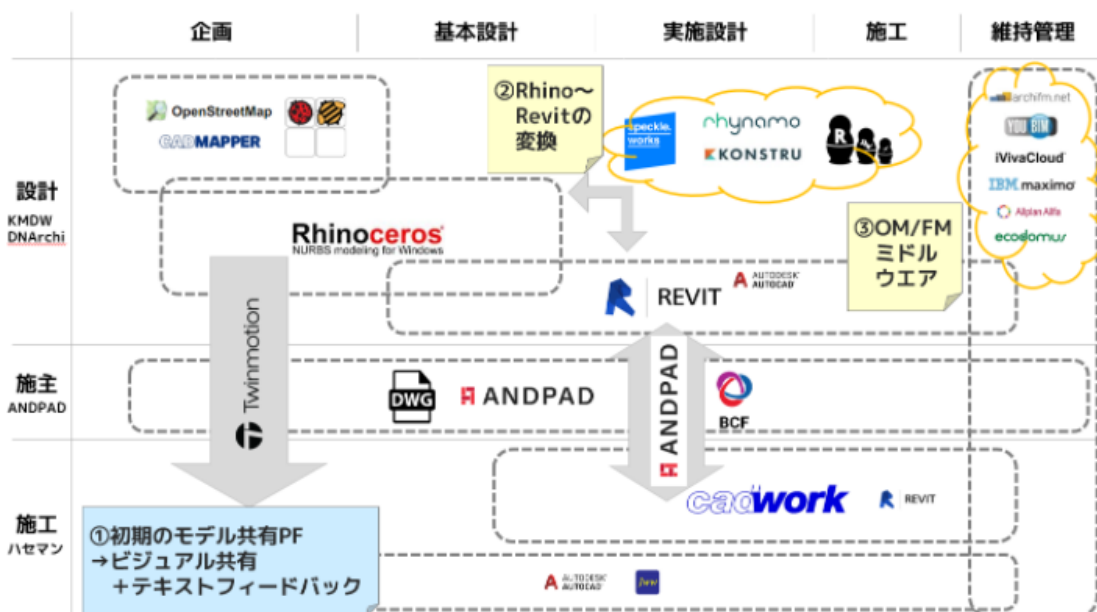 企画
基本設計
実施設計
施工
維持管理
OpenStreetMap
CADMAPPER
②Rhino～
Revitの
変換
speckle.
works
rhynamo
KONSTRU
R
archifm.net
YOU BIM
iVivaCloud
IBM maximo
Allplan Allfa
ecodomus
設計
KMDW
DNArchi
Rhinoceros
NURBS modeling for Windows
③OM/FM
ミドル
ウエア
REVIT
AUTODESK
AUTOCAD
Twinmotion
施主
ANDPAD
DWG
ANDPAD
ANDPAD
BCF
施工
ハセマン
cadwork
REVIT
①初期のモデル共有PF
→ビジュアル共有
＋テキストフィードバック
AUTODESK
AUTOCAD